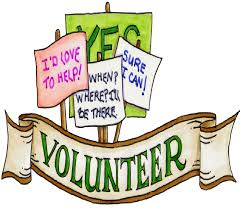 YES
I'D LOVE
TO HELP!
SURE
I CAN!
WHEN?
WHERE? I'LL
BE THERE.
VOLUNTEER